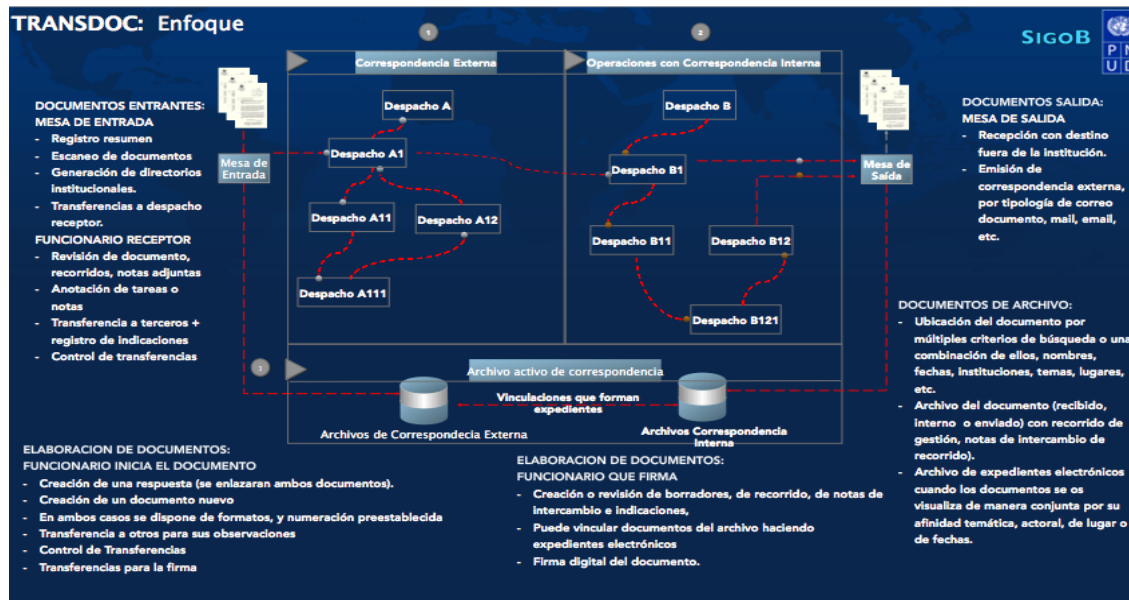 TRANSDOC: Enfoque
1
2
SIGOB
P N
U D
Correspondencia Externa
Operaciones con Correspondencia Interna
DOCUMENTOS ENTRANTES:
MESA DE ENTRADA
- Registro resumen
- Escaneo de documentos
- Generación de directorios
institucionales.
- Transferencias a despacho
receptor.
FUNCIONARIO RECEPTOR
- Revisión de documento,
recorridos, notas adjuntas
- Anotación de tareas o
notas
- Transferencia a terceros +
registro de indicaciones
- Control de transferencias
Mesa de
Entrada
Despacho A
Despacho A1
Despacho A11
Despacho A12
Despacho A111
Despacho B
Despacho B1
Despacho B11
Despacho B12
Despacho B121
Mesa de
Saída
DOCUMENTOS SALIDA:
MESA DE SALIDA
- Recepción con destino
fuera de la institución.
- Emisión de
correspondencia externa,
por tipología de correo
documento, mail, email,
etc.
3
Archivo activo de correspondencia
Vinculaciones que forman
expedientes
Archivos de Correspondecia Externa
Archivos Correspondencia
Interna
DOCUMENTOS DE ARCHIVO:
- Ubicación del documento por
múltiples criterios de búsqueda o una
combinación de ellos, nombres,
fechas, instituciones, temas, lugares,
etc.
- Archivo del documento (recibido,
interno o enviado) con recorrido de
gestión, notas de intercambio de
recorrido).
- Archivo de expedientes electrónicos
cuando los documentos se os
visualiza de manera conjunta por su
afinidad temática, actoral, de lugar o
de fechas.
ELABORACION DE DOCUMENTOS:
FUNCIONARIO INICIA EL DOCUMENTO
- Creación de una respuesta (se enlazaran ambos documentos).
- Creación de un documento nuevo
- En ambos casos se dispone de formatos, y numeración preestablecida
- Transferencia a otros para sus observaciones
- Control de Transferencias
- Transferencias para la firma
ELABORACION DE DOCUMENTOS:
FUNCIONARIO QUE FIRMA
- Creación o revisión de borradores, de recorrido, de notas de
intercambio e indicaciones,
- Puede vincular documentos del archivo haciendo
expedientes electrónicos
- Firma digital del documento.